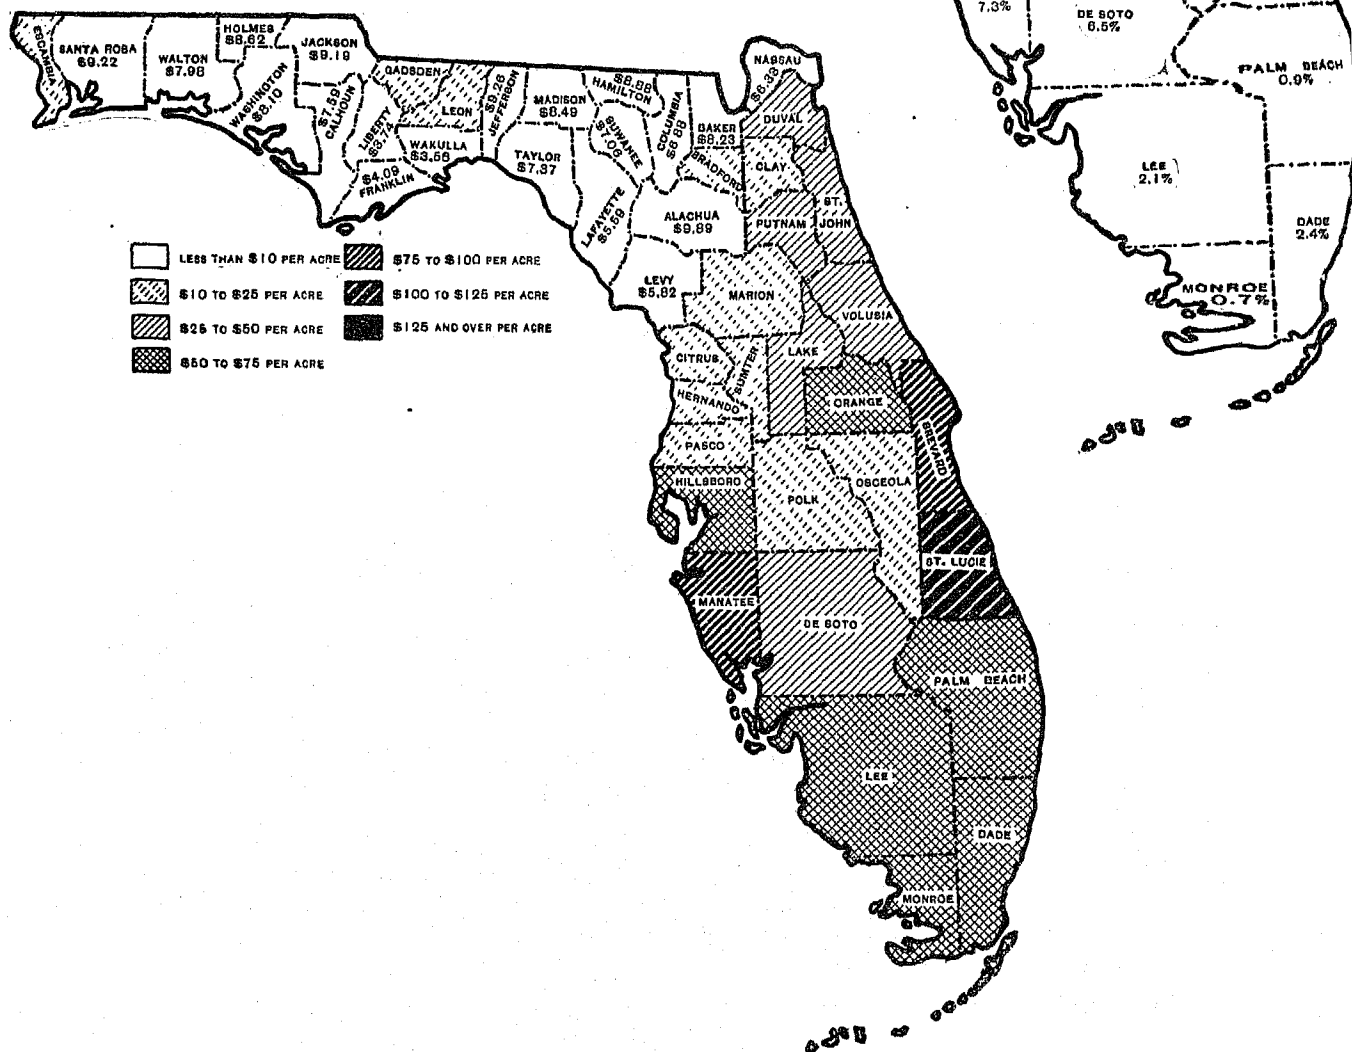 ESCAMBIA
SANTA ROSA
$9.22
WALTON
$7.98
HOLMES
$8.62
JACKSON
$9.19
WASHINGTON
$8.10
$7.59
CALHOUN
GADSDEN
LIBERTY
$3.74
LEON
WAKULLA
$3.56
$4.09
FRANKLIN
$9.26
JEFFERSON
MADISON
$8.49
TAYLOR
$7.37
$8.88
HAMILTON
SUWANEE
$7.06
LAFAYETTE
$5.59
COLUMBIA
$6.88
BAKER
$8.23
NASSAU
$6.33
DUVAL
BRADFORD
CLAY
ST.
JOHN
PUTNAM
ALACHUA
$9.89
LEVY
$5.82
MARION
VOLUSIA
CITRUS
SUMTER
LAKE
HERNANDO
ORANGE
PASCO
BREVARD
HILLSBORO
POLK
OSCEOLA
ST. LUCIE
MANATEE
DE SOTO
PALM BEACH
LEE
DADE
MONROE
LESS THAN $10 PER ACRE
$10 TO $25 PER ACRE
$25 TO $50 PER ACRE
$50 TO $75 PER ACRE
$75 TO $100 PER ACRE
$100 TO $125 PER ACRE
$125 AND OVER PER ACRE
7.3%
DE SOTO
6.5%
PALM BEACH
0.9%
LEE
2.1%
DADE
2.4%
MONROE
0.7%